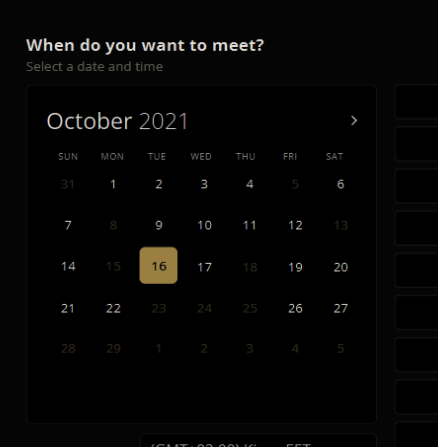 When do you want to meet?
Select a date and time
October 2021
SUN MON TUE WED THU FRI SAT
31 1 2 3 4 5 6
7 8 9 10 11 12 13
14 15 16 17 18 19 20
21 22 23 24 25 26 27
28 29 1 2 3 4 5